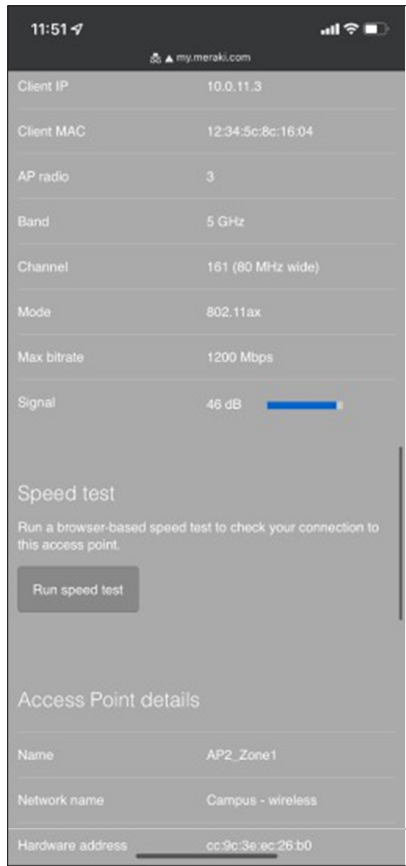 11:51
my.meraki.com
Client IP 10.0.11.3
Client MAC 12:34:5c:8c:16:04
AP radio 3
Band 5 GHz
Channel 161 (80 MHz wide)
Mode 802.11ax
Max bitrate 1200 Mbps
Signal 46 dB
Speed test
Run a browser-based speed test to check your connection to
this access point.
Run speed test
Access Point details
Name AP2_Zone1
Network name Campus - wireless
Hardware address cc:9c:3e:ec:26:b0